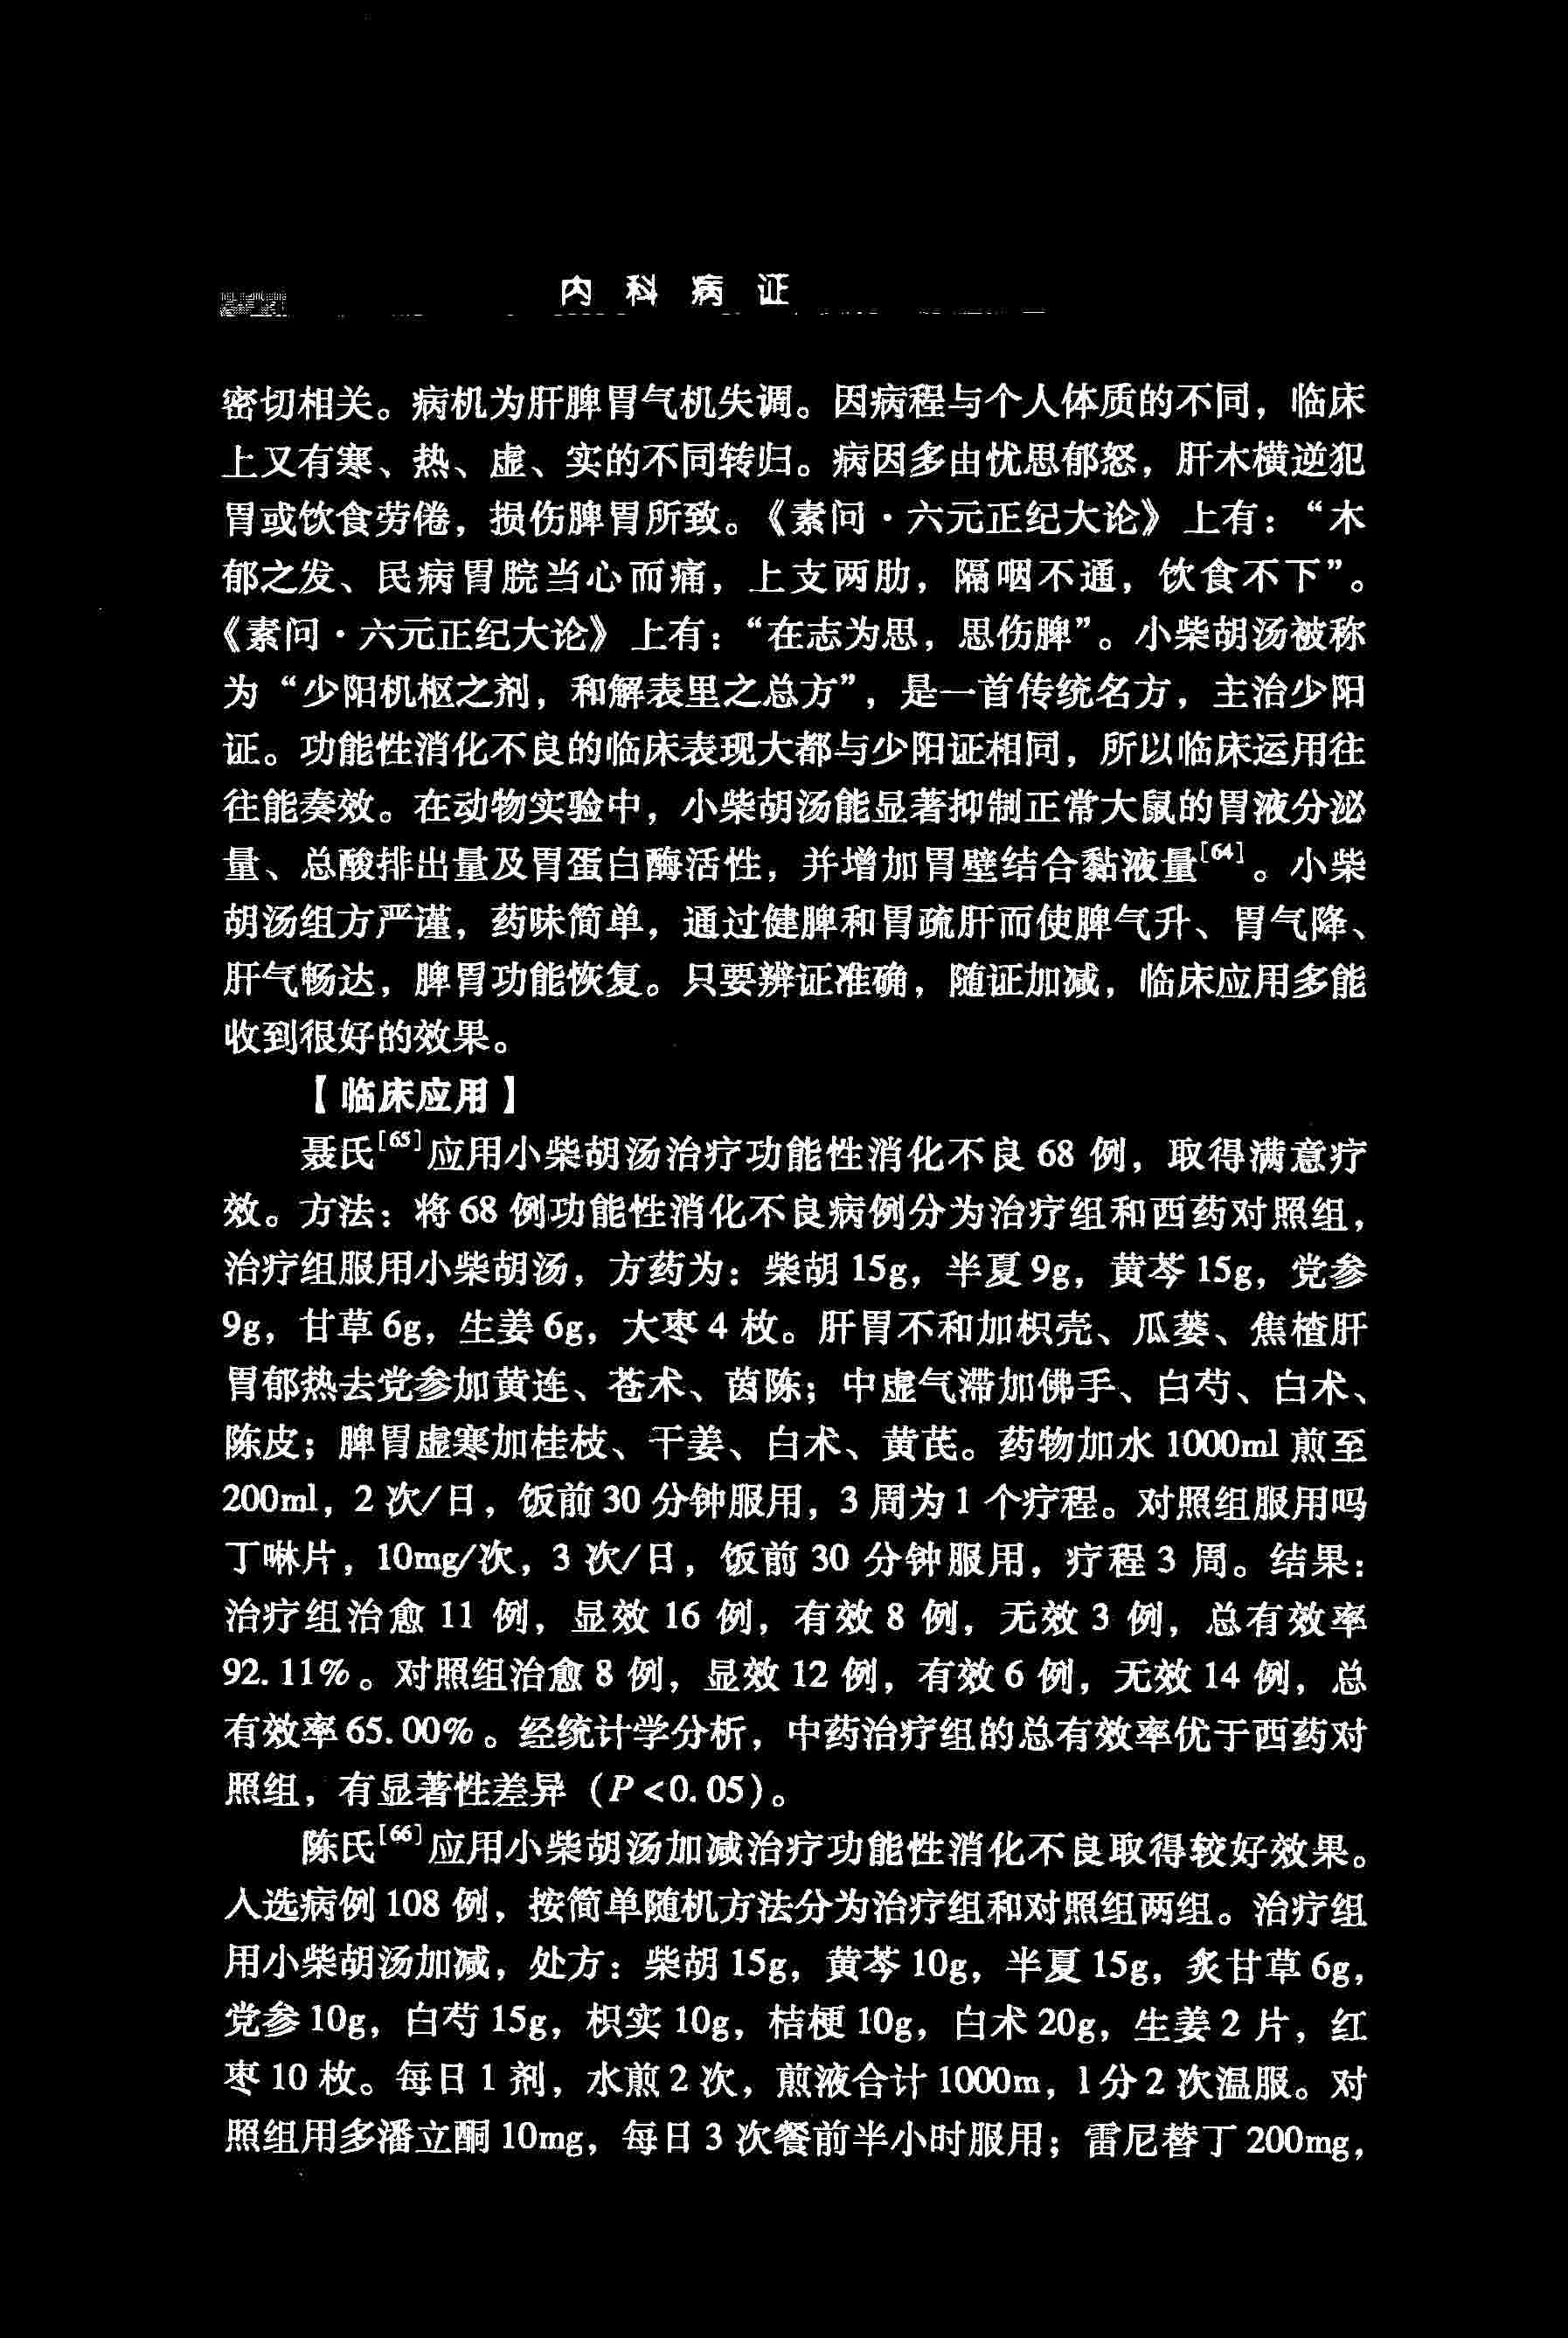 内科病证
密切相关。病机为肝脾胃气机失调。因病程与个人体质的不同，临床
上又有寒、热、虚、实的不同转归。病因多由忧思郁怒，肝木横逆犯
胃或饮食劳倦，损伤脾胃所致。《素问·六元正纪大论》上有：“木
郁之发、民病胃脘当心而痛，上支两肋，隔咽不通，饮食不下”。
《素问·六元正纪大论》上有：“在志为思，思伤脾”。小柴胡汤被称
为“少阳机枢之剂，和解表里之总方”，是一首传统名方，主治少阳
证。功能性消化不良的临床表现大都与少阳证相同，所以临床运用往
往能奏效。在动物实验中，小柴胡汤能显著抑制正常大鼠的胃液分泌
量、总酸排出量及胃蛋白酶活性，并增加胃壁结合黏液量[64]。小柴
胡汤组方严谨，药味简单，通过健脾和胃疏肝而使脾气升、胃气降、
肝气畅达，脾胃功能恢复。只要辨证准确，随证加减，临床应用多能
收到很好的效果。
【临床应用】
聂氏[65]应用小柴胡汤治疗功能性消化不良 68 例，取得满意疗
效。方法：将 68 例功能性消化不良病例分为治疗组和西药对照组，
治疗组服用小柴胡汤，方药为：柴胡 15g，半夏 9g，黄芩 15g，党参
9g，甘草 6g，生姜 6g，大枣 4 枚。肝胃不和加枳壳、瓜蒌、焦楂肝
胃郁热去党参加黄连、苍术、茵陈；中虚气滞加佛手、白芍、白术、
陈皮；脾胃虚寒加桂枝、干姜、白术、黄芪。药物加水 1000ml 煎至
200ml，2 次/日，饭前 30 分钟服用，3 周为 1 个疗程。对照组服用吗
丁啉片，10mg/次，3 次/日，饭前 30 分钟服用，疗程 3 周。结果：
治疗组治愈 11 例，显效 16 例，有效 8 例，无效 3 例，总有效率
92.11%。对照组治愈 8 例，显效 12 例，有效 6 例，无效 14 例，总
有效率 65.00%。经统计学分析，中药治疗组的总有效率优于西药对
照组，有显著性差异（P<0.05）。
陈氏[66]应用小柴胡汤加减治疗功能性消化不良取得较好效果。
入选病例 108 例，按简单随机方法分为治疗组和对照组两组。治疗组
用小柴胡汤加减，处方：柴胡 15g，黄芩 10g，半夏 15g，炙甘草 6g，
党参 10g，白芍 15g，枳实 10g，桔梗 10g，白术 20g，生姜 2 片，红
枣 10 枚。每日 1 剂，水煎 2 次，煎液合计 1000m，l 分 2 次温服。对
照组用多潘立酮 10mg，每日 3 次餐前半小时服用；雷尼替丁 200mg，